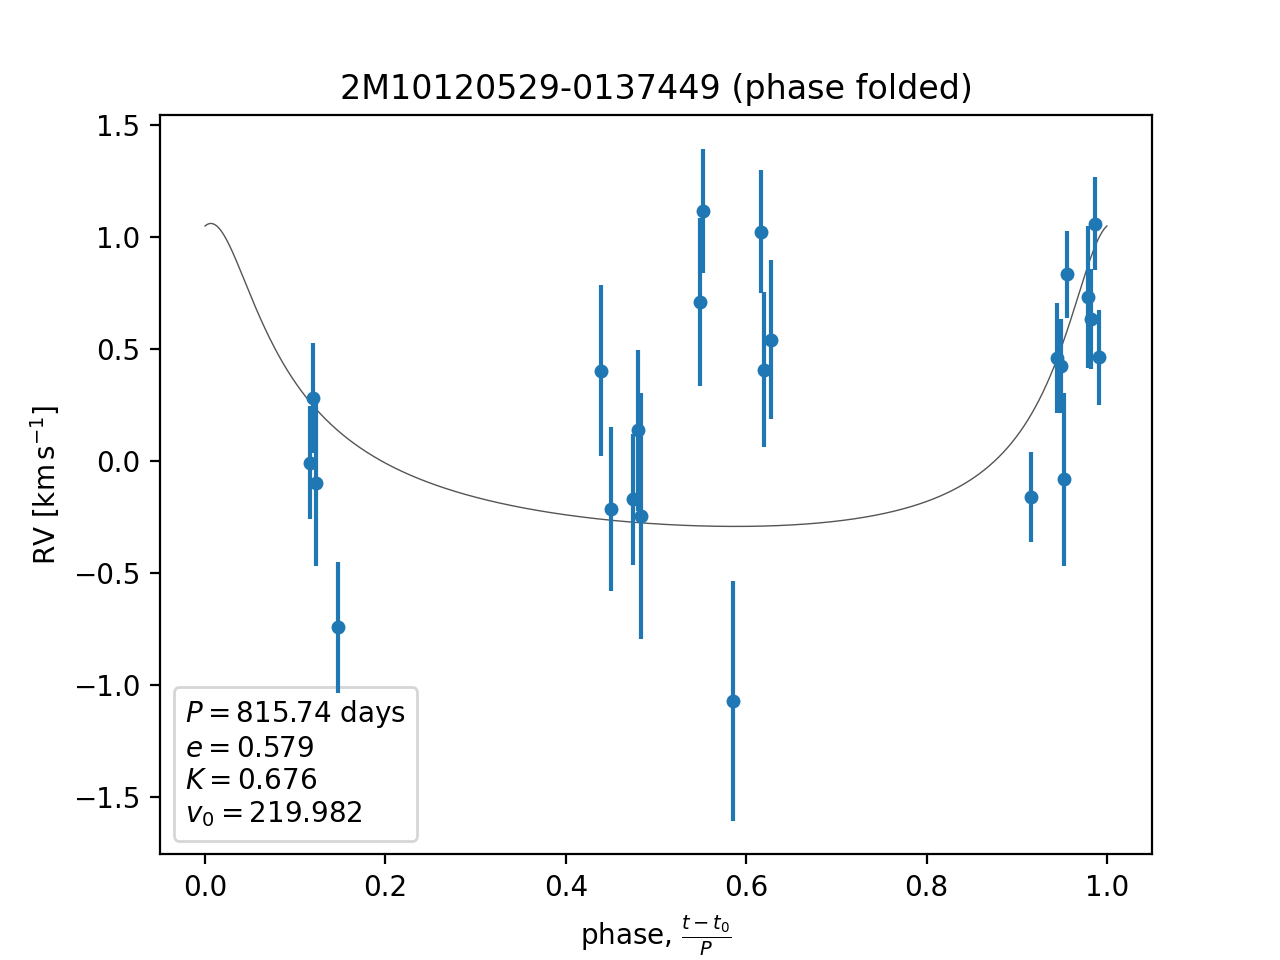 2M10120529-0137449 (phase folded)
1.5
1.0
0.5
0.0
−0.5
−1.0
−1.5
RV [km s⁻¹]
P = 815.74 days
e = 0.579
K = 0.676
v₀ = 219.982
0.0 0.2 0.4 0.6 0.8 1.0
phase, (t − t₀)/P